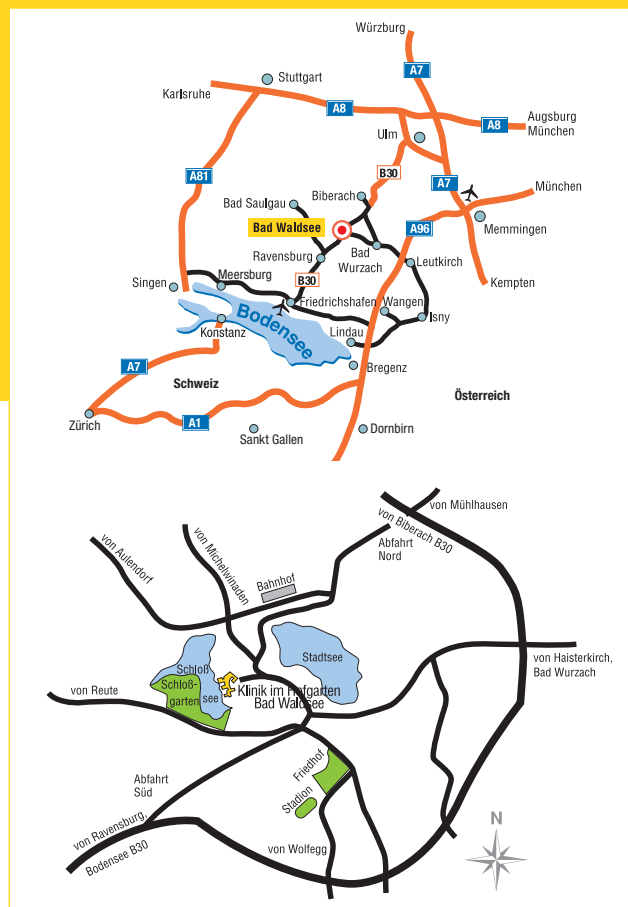 Würzburg
A7
Stuttgart
Karlsruhe
A8
Augsburg
München
A8
Ulm
B30
A81
A7
München
Biberach
Bad Saulgau
Bad Waldsee
A96
Memmingen
Ravensburg
Bad
Wurzach
Leutkirch
Meersburg
Singen
B30
Kempten
Friedrichshafen
Wangen
Isny
Bodensee
Konstanz
Lindau
Bregenz
A7
Schweiz
Österreich
Zürich
A1
Sankt Gallen
Dornbirn
von Mühlhausen
von Biberach B30
Abfahrt
Nord
von Michelwinaden
von Aulendorf
Bahnhof
Stadtsee
von Haisterkirch,
Bad Wurzach
Schloß
see
Schloß-
garten
Klinik im Hofgarten
Bad Waldsee
von Reute
Friedhof
Stadion
Abfahrt
Süd
von Ravensburg,
Bodensee B30
von Wolfegg
N